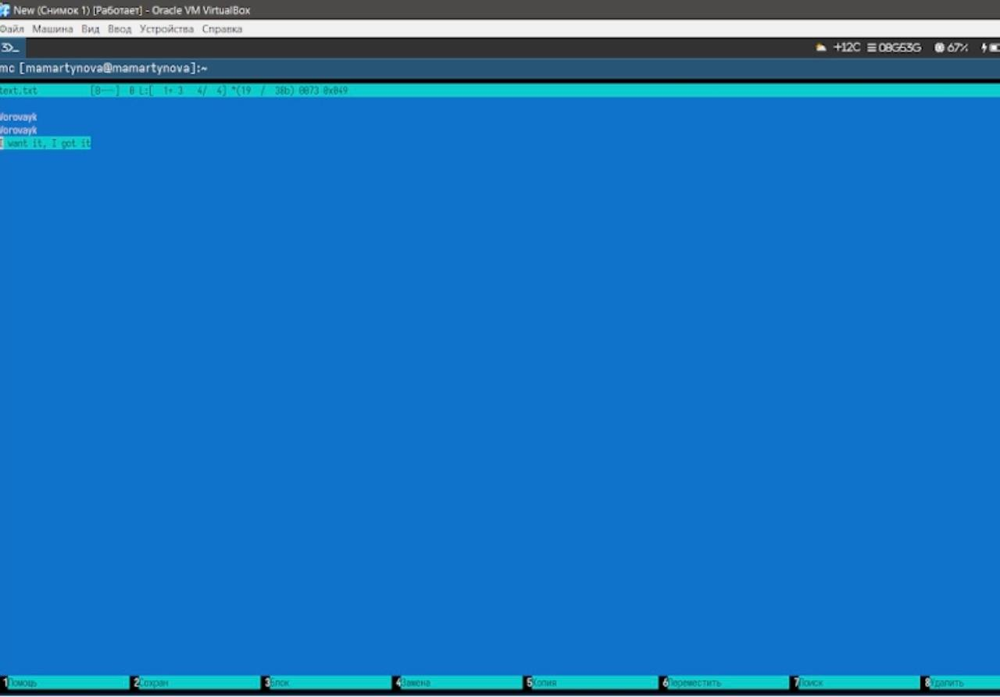 New (Снимок 1) [Работает] - Oracle VM VirtualBox
Файл Машина Вид Ввод Устройства Справка
+12C 08G53G 67%
mc [mamartynova@mamartynova]:~
text.txt [B---] 0 L:[ 1+ 3 4/ 4] *(19 / 38b) 0073 0x049
Vorovayk
Vorovayk
I want it, I got it
1Помощь 2Сохран 3Блок 4Замена 5Копия 6Переместить 7Поиск 8Удалить